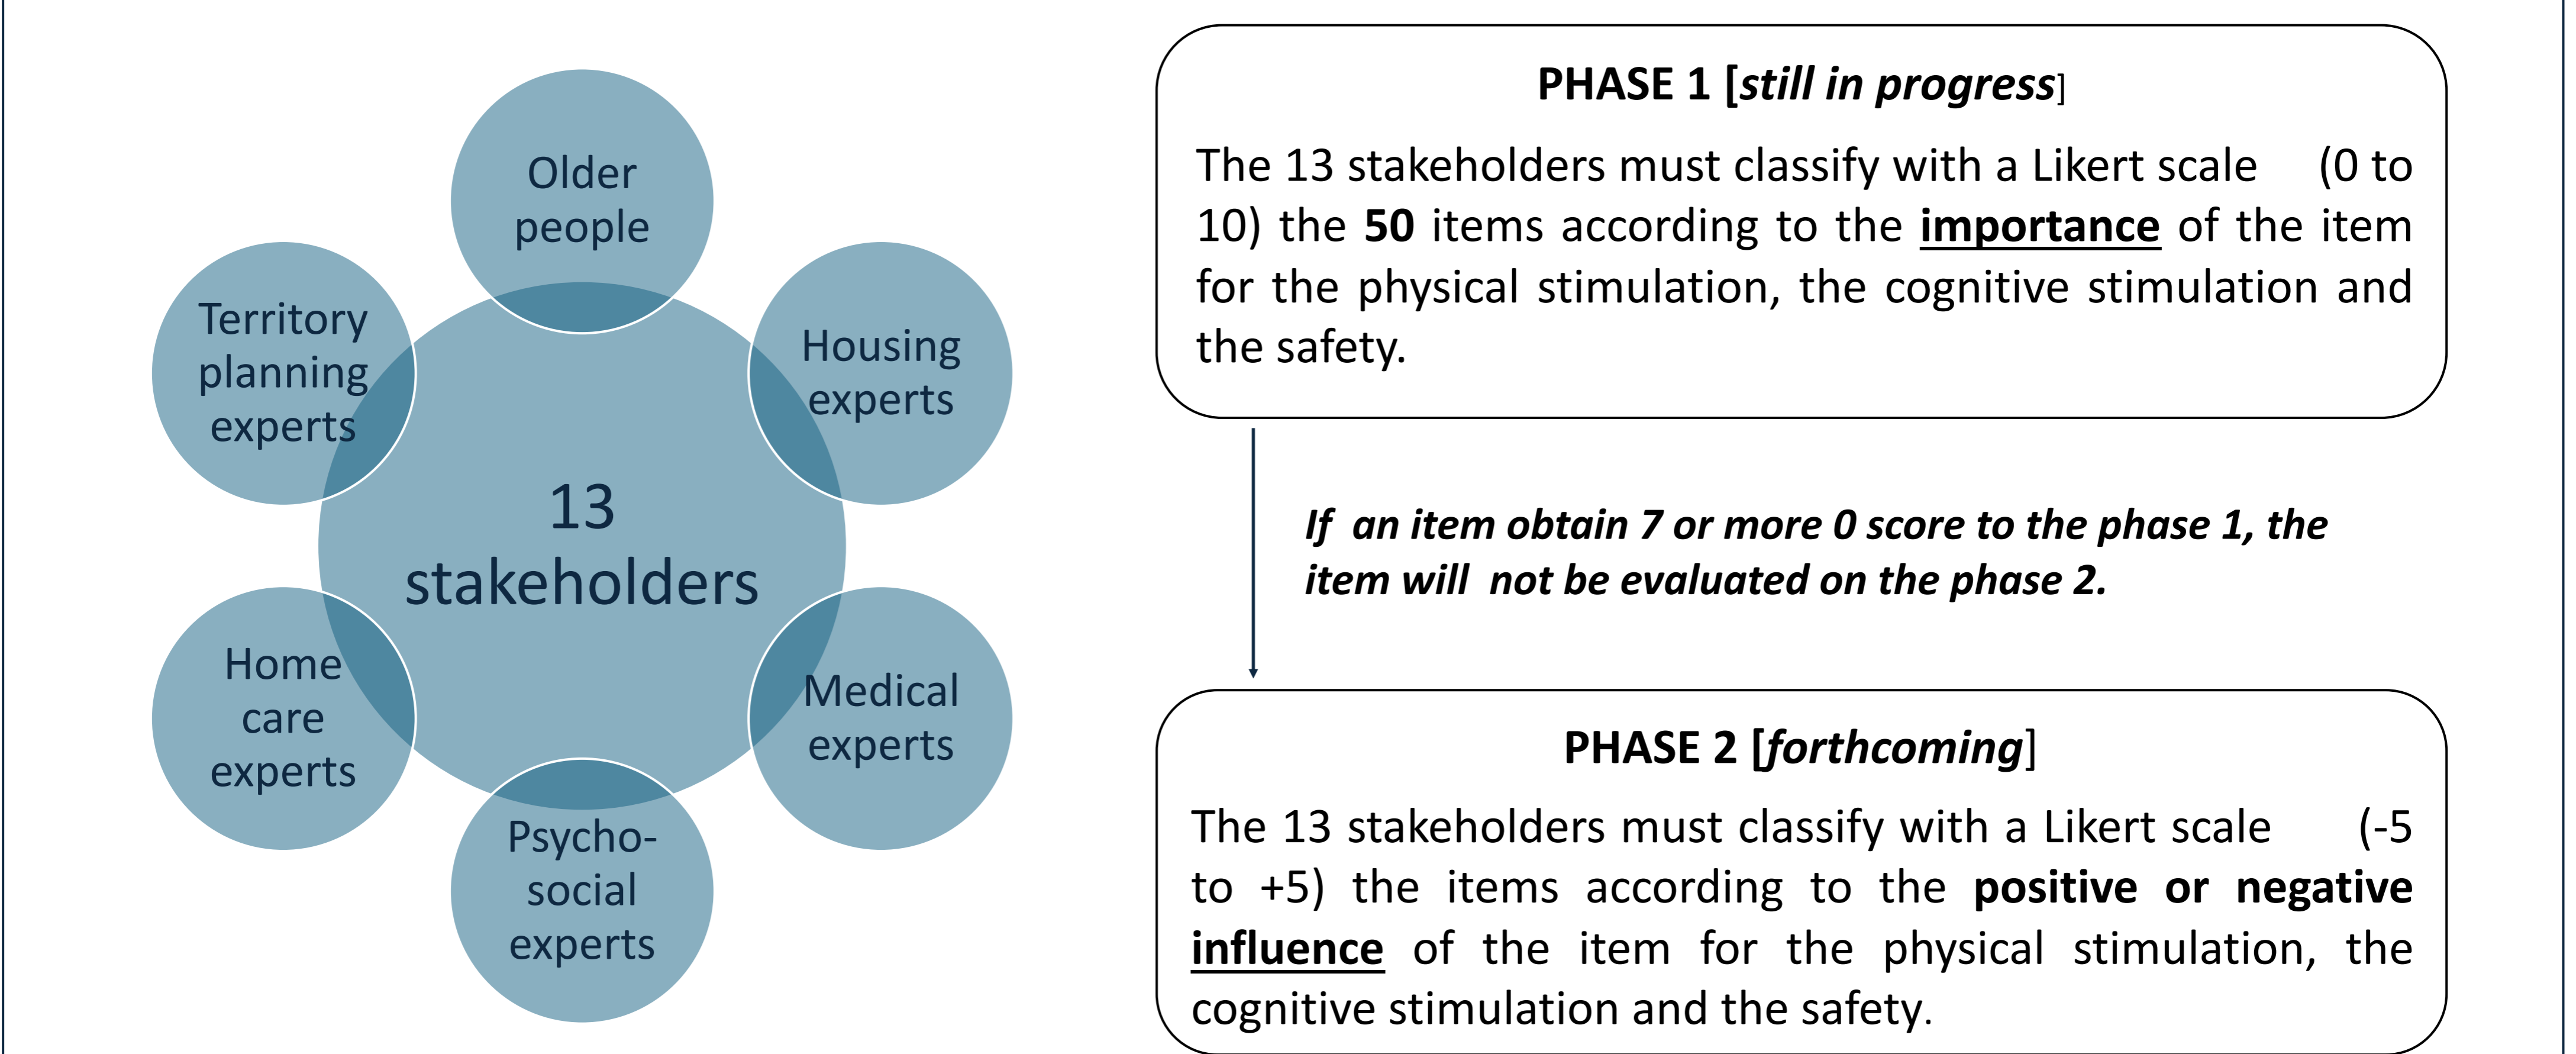 Older
people
Territory
planning
experts
Housing
experts
13
stakeholders
Home
care
experts
Medical
experts
Psycho-
social
experts
PHASE 1 [still in progress]
The 13 stakeholders must classify with a Likert scale (0 to
10) the 50 items according to the importance of the item
for the physical stimulation, the cognitive stimulation and
the safety.
If an item obtain 7 or more 0 score to the phase 1, the
item will not be evaluated on the phase 2.
PHASE 2 [forthcoming]
The 13 stakeholders must classify with a Likert scale (-5
to +5) the items according to the positive or negative
influence of the item for the physical stimulation, the
cognitive stimulation and the safety.